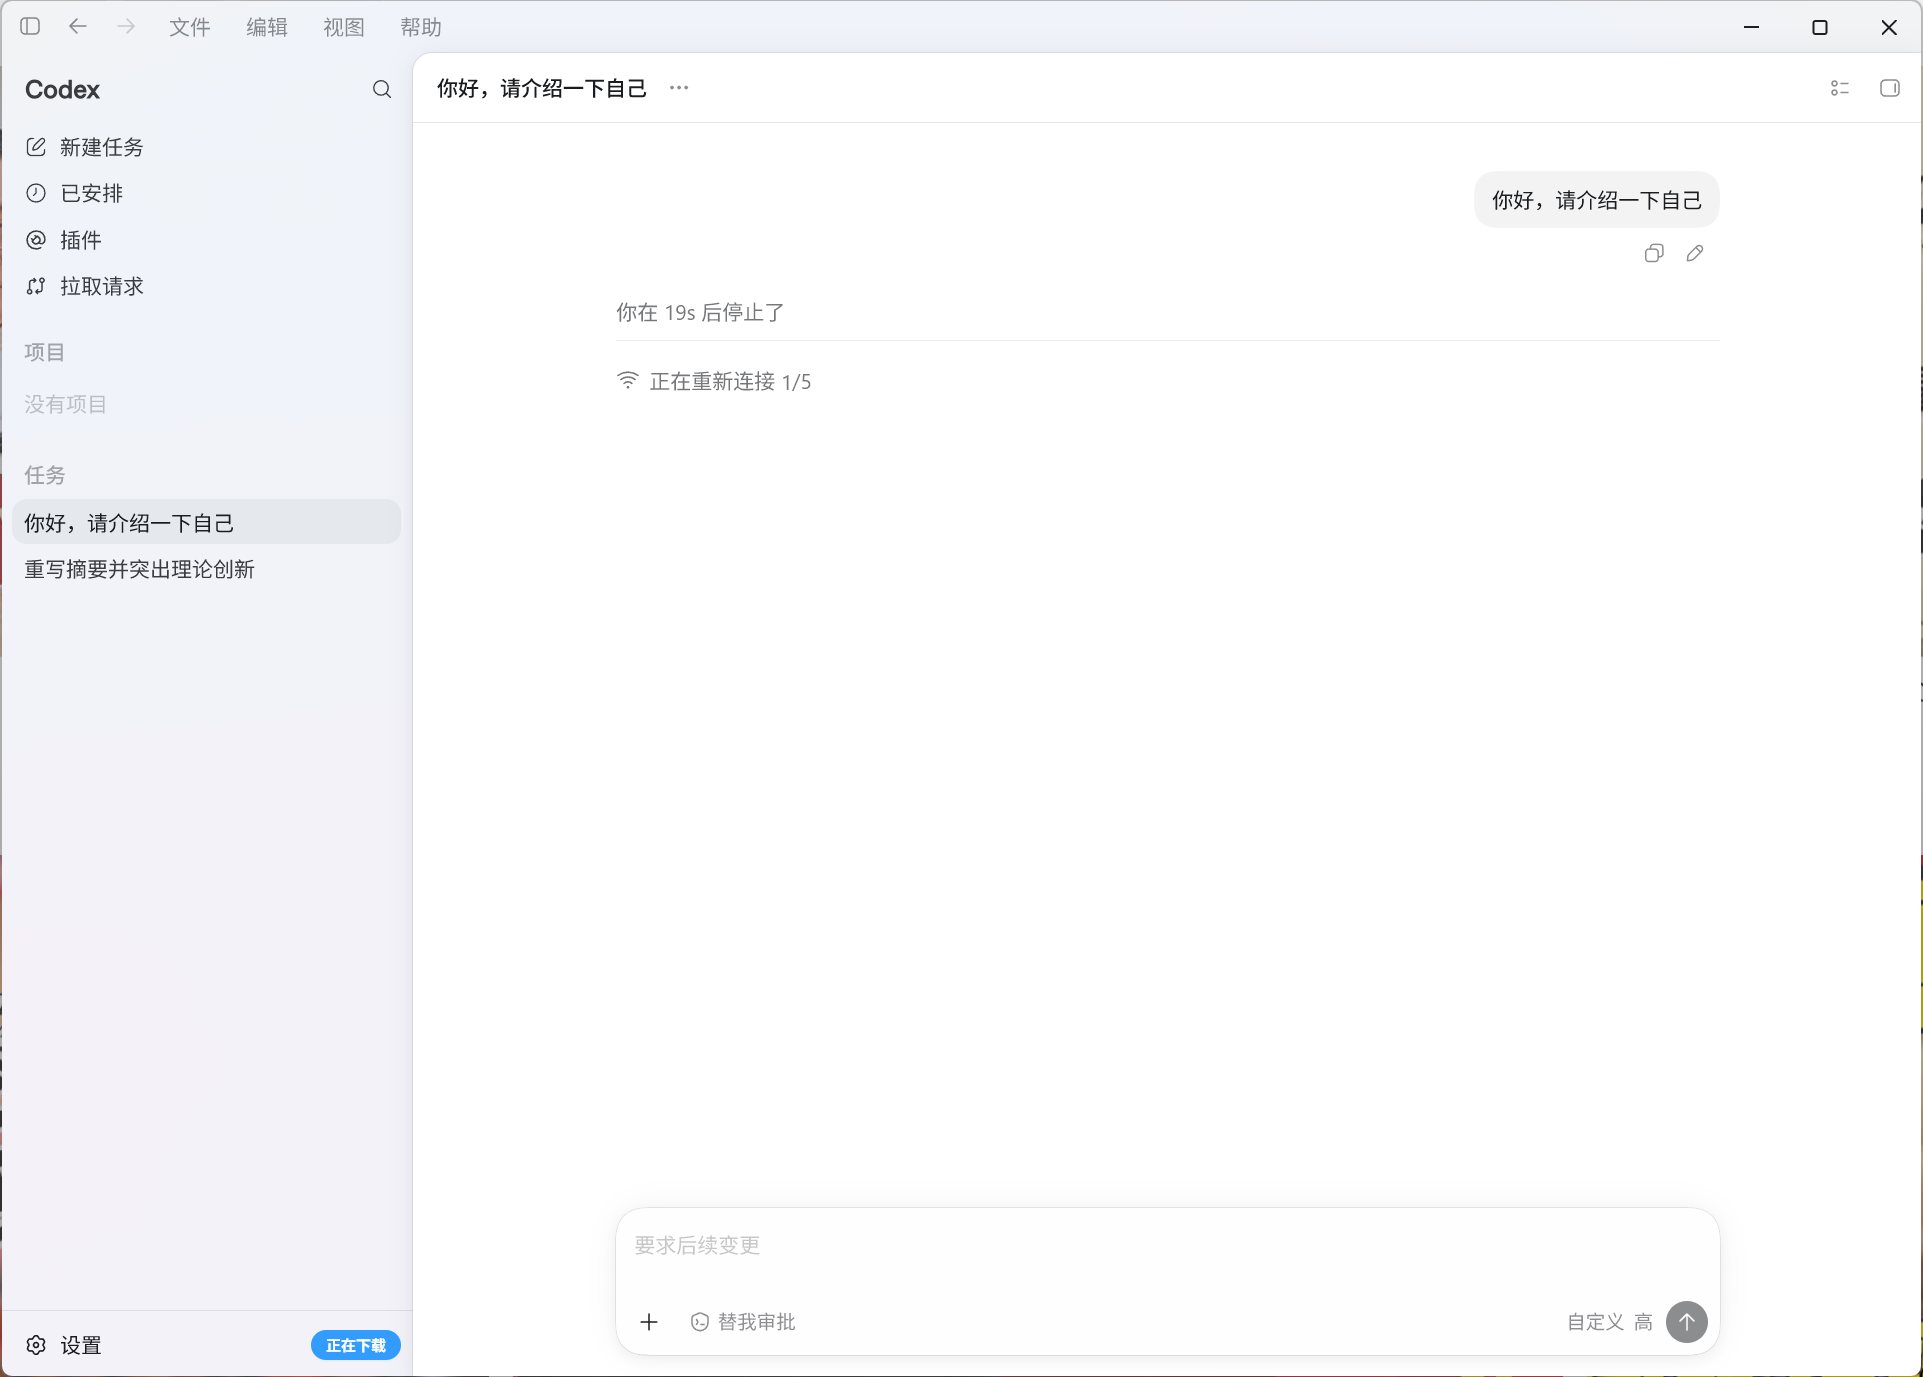 文件 编辑 视图 帮助
Codex
新建任务
已安排
插件
拉取请求
项目
没有项目
任务
你好，请介绍一下自己
重写摘要并突出理论创新
设置
正在下载
你好，请介绍一下自己
你好，请介绍一下自己
你在 19s 后停止了
正在重新连接 1/5
要求后续变更
替我审批
自定义 高